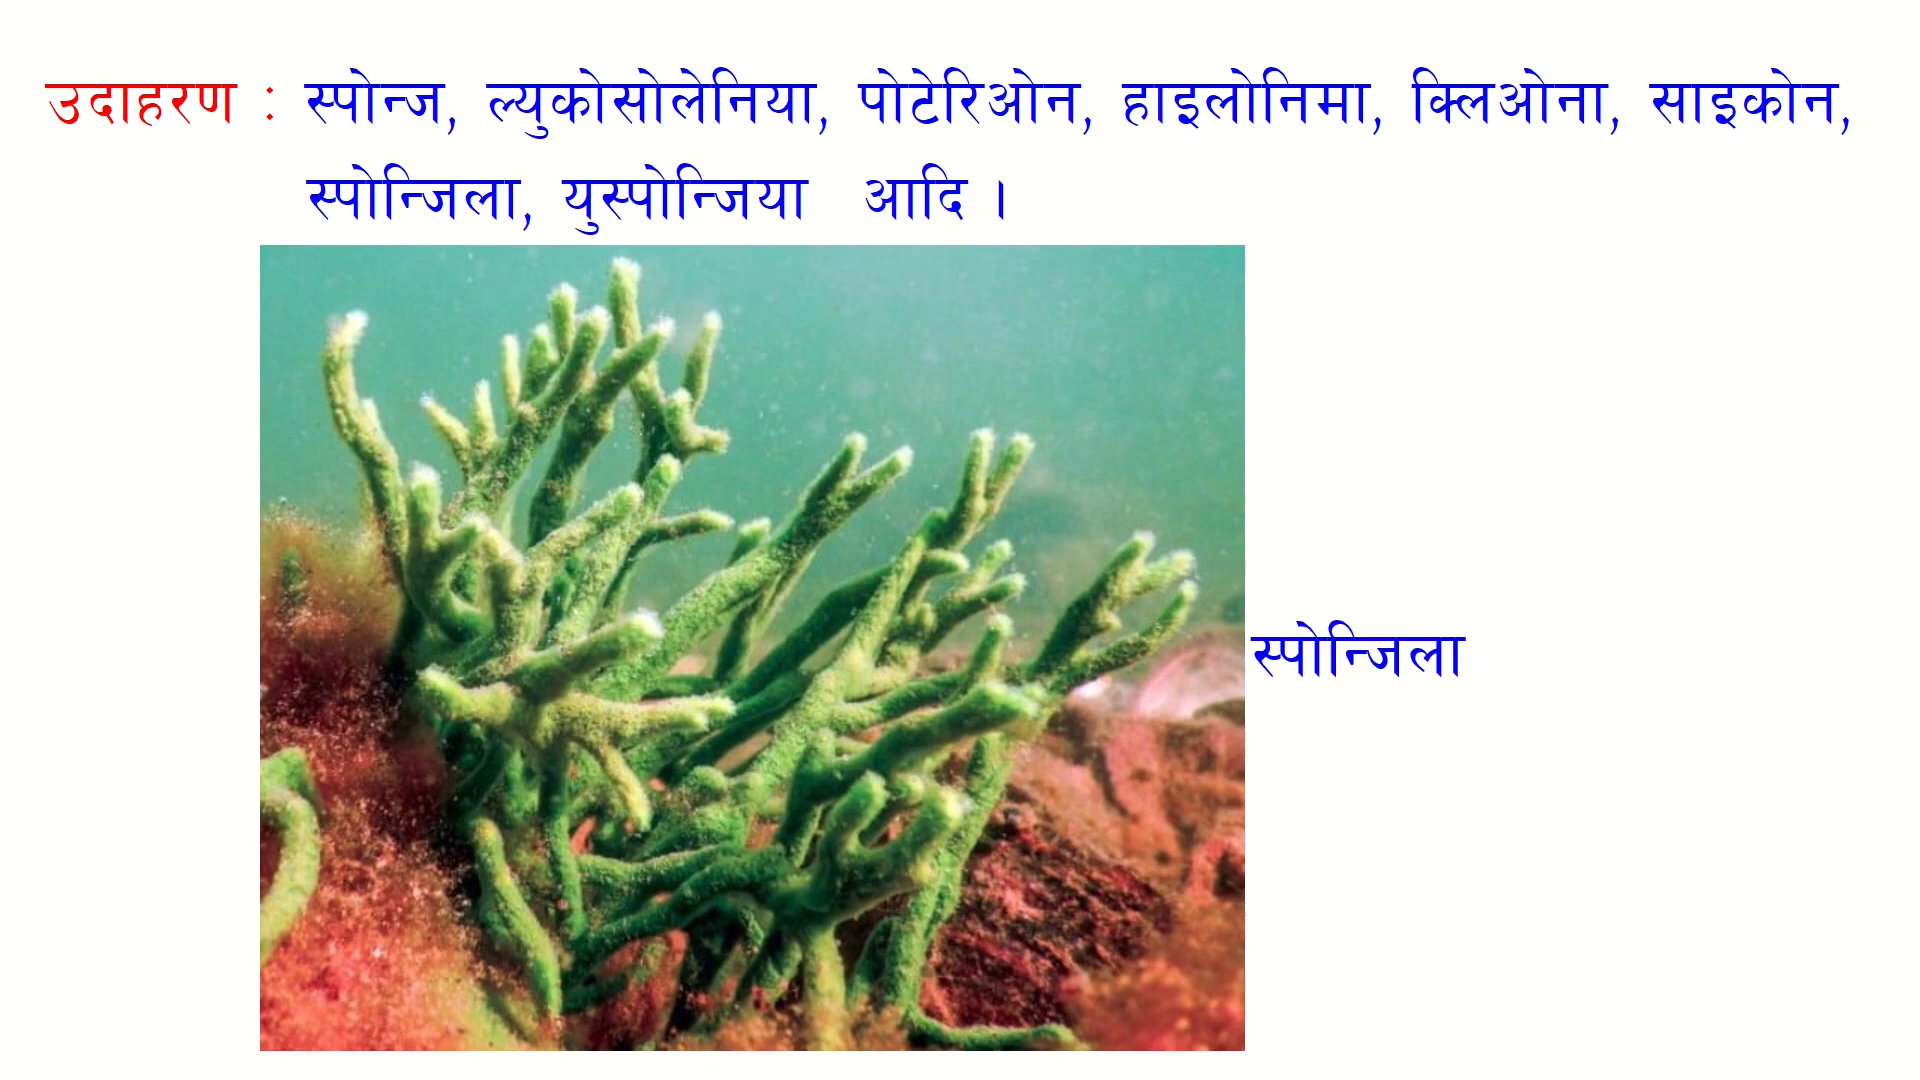 उदाहरण : स्पोन्ज, ल्युकोसोलेनिया, पोटेरिओन, हाइलोनिमा, क्लिओना, साइकोन,
स्पोन्जिला, युस्पोन्जिया आदि ।
स्पोन्जिला